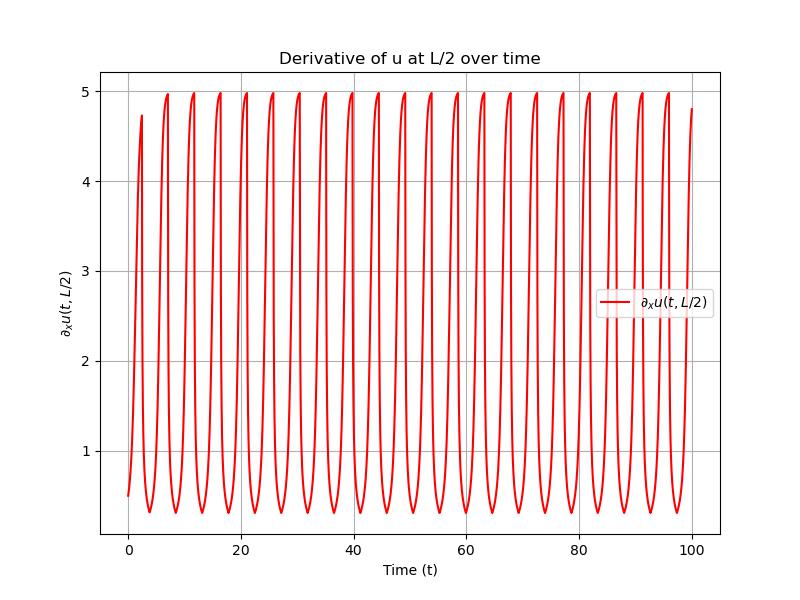 Derivative of u at L/2 over time
5
4
3
2
1
∂ₓu(t, L/2)
∂ₓu(t, L/2)
0 20 40 60 80 100
Time (t)